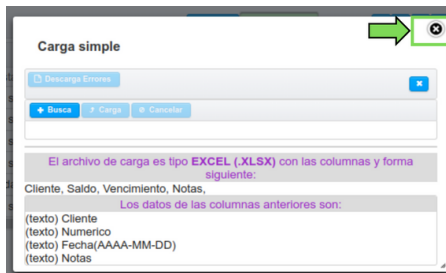 Carga simple
Descarga Errores
Busca Carga Cancelar
El archivo de carga es tipo EXCEL (.XLSX) con las columnas y forma
siguiente:
Cliente, Saldo, Vencimiento, Notas,
Los datos de las columnas anteriores son:
(texto) Cliente
(texto) Numerico
(texto) Fecha(AAAA-MM-DD)
(texto) Notas